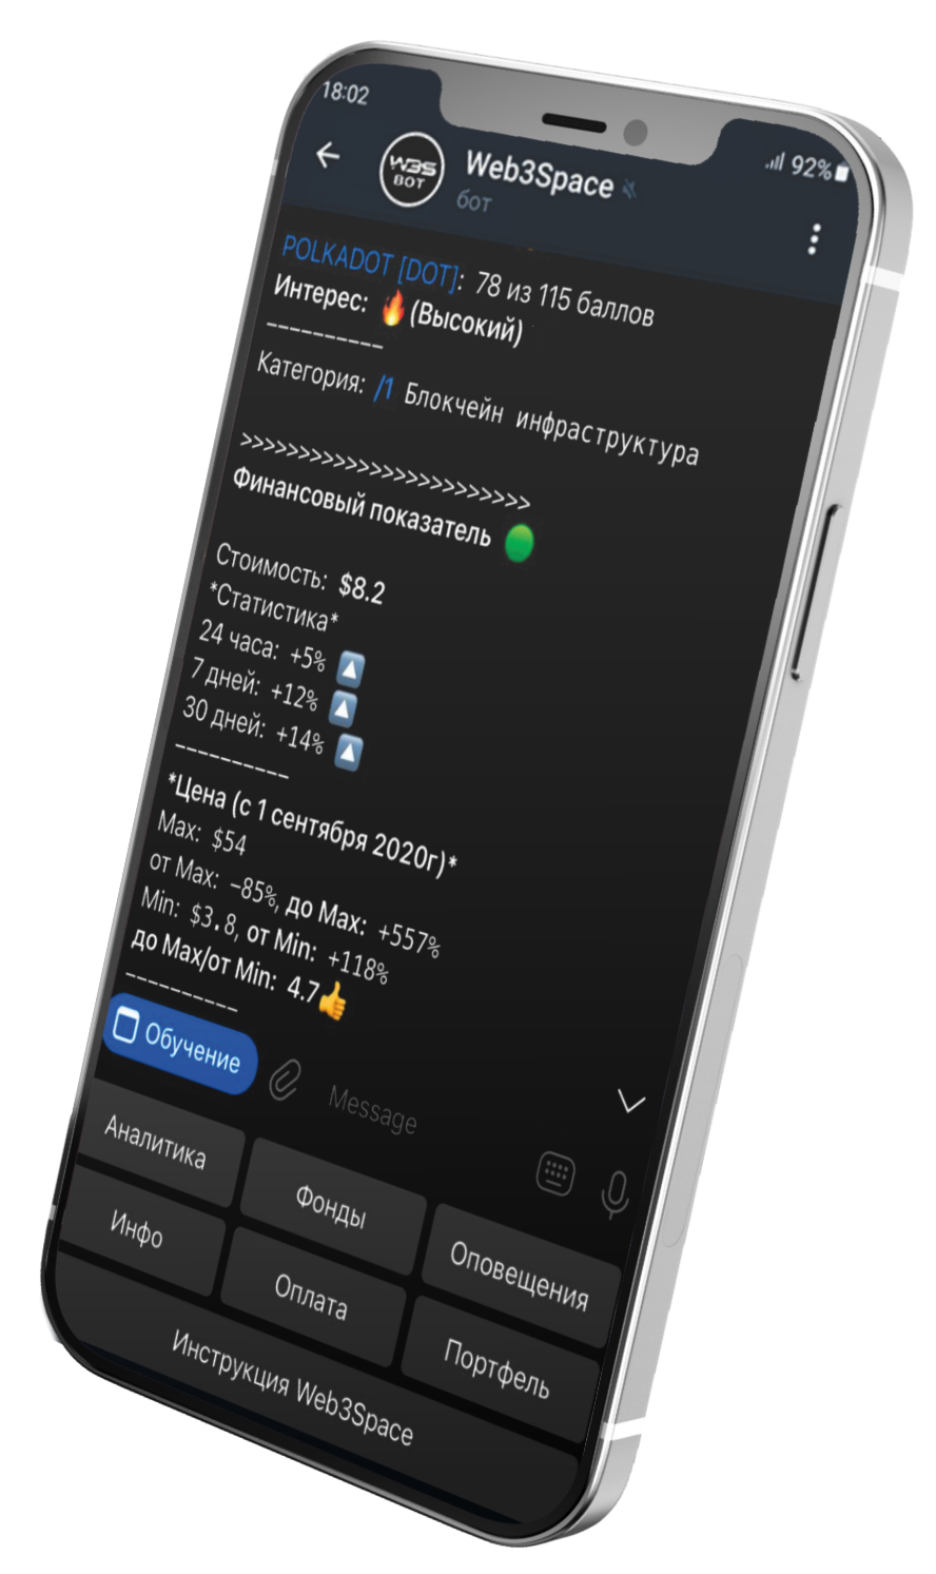 18:02
92%
W3S
BOT
Web3Space
бот
POLKADOT [DOT]: 78 из 115 баллов
Интерес: 🔥(Высокий)
----------
Категория: /1 Блокчейн инфраструктура
>>>>>>>>>>>>>>>>>>>>>>>>>
Финансовый показатель 🟢
Стоимость: $8.2
*Статистика*
24 часа: +5% 🔼
7 дней: +12% 🔼
30 дней: +14% 🔼
----------
*Цена (с 1 сентября 2020г)*
Max: $54
от Max: -85%, до Max: +557%
Min: $3.8, от Min: +118%
до Max/от Min: 4.7👍
----------
Обучение
Message
Аналитика
Фонды
Оповещения
Инфо
Оплата
Портфель
Инструкция Web3Space